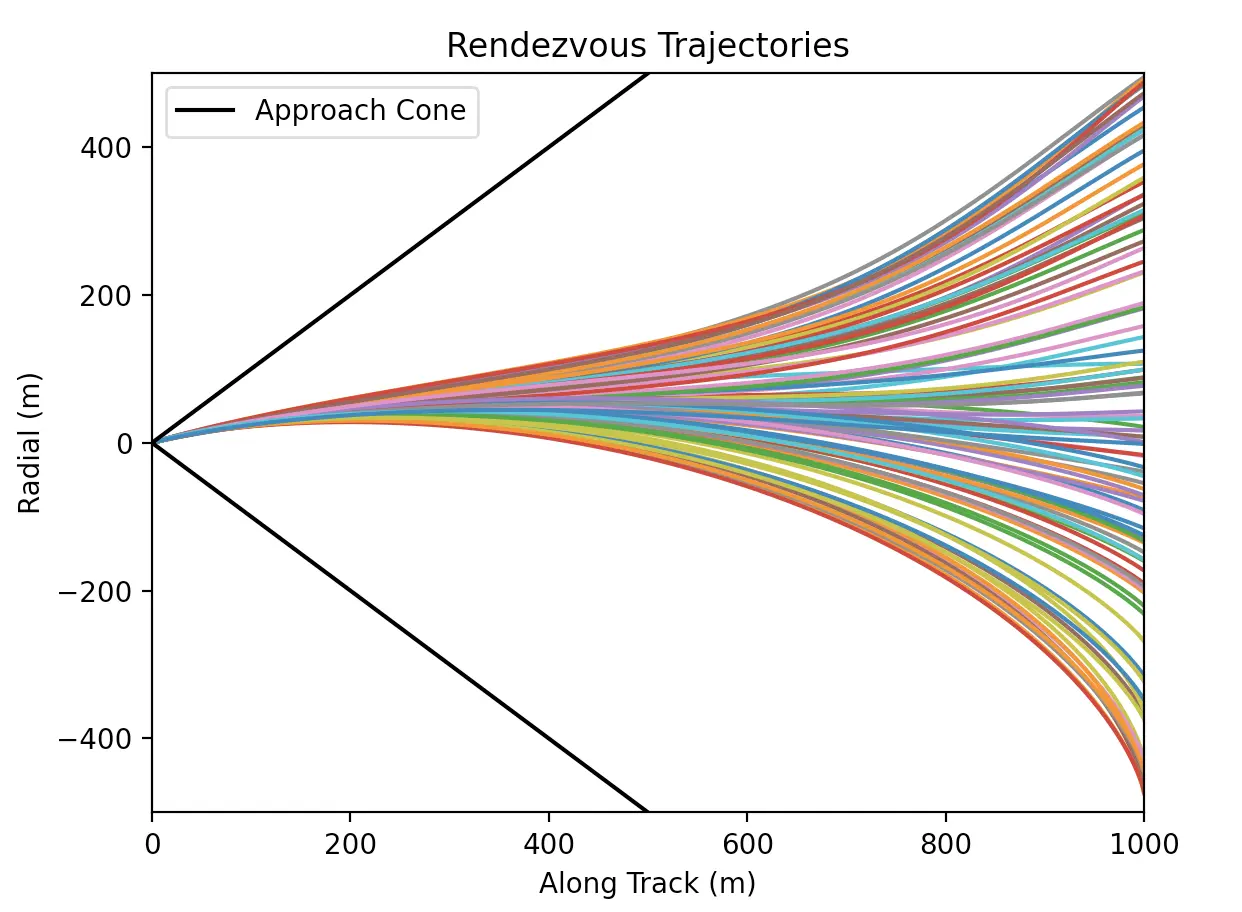 Rendezvous Trajectories
Approach Cone
400
200
0
−200
−400
Radial (m)
0 200 400 600 800 1000
Along Track (m)